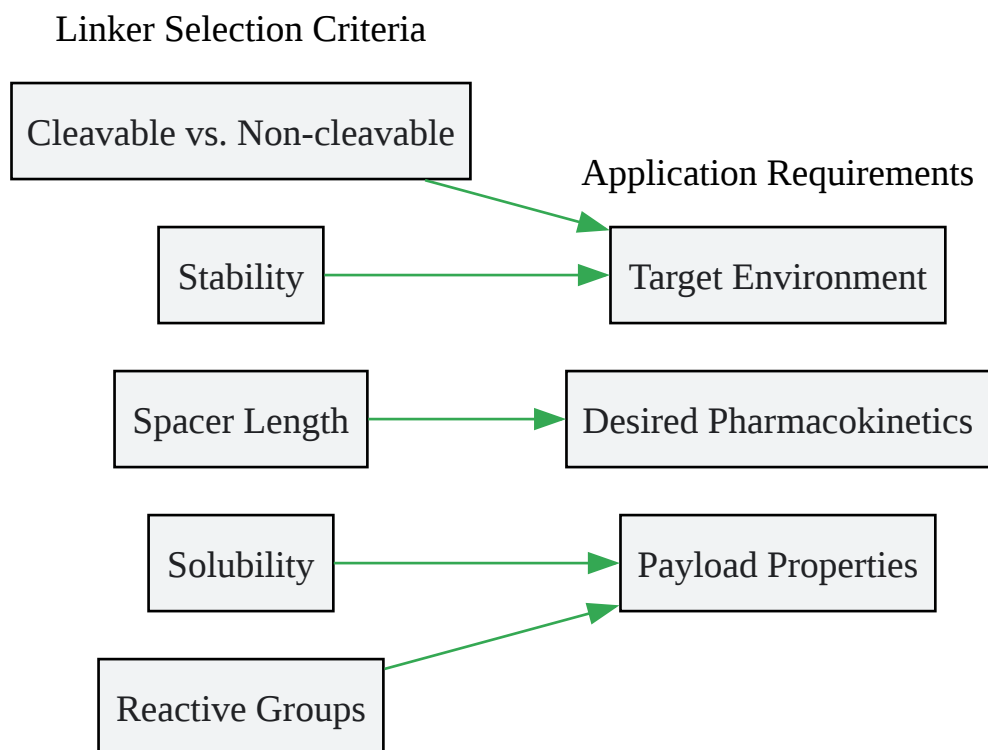 Linker Selection Criteria
Cleavable vs. Non-cleavable
Application Requirements
Stability
Target Environment
Spacer Length
Desired Pharmacokinetics
Solubility
Payload Properties
Reactive Groups